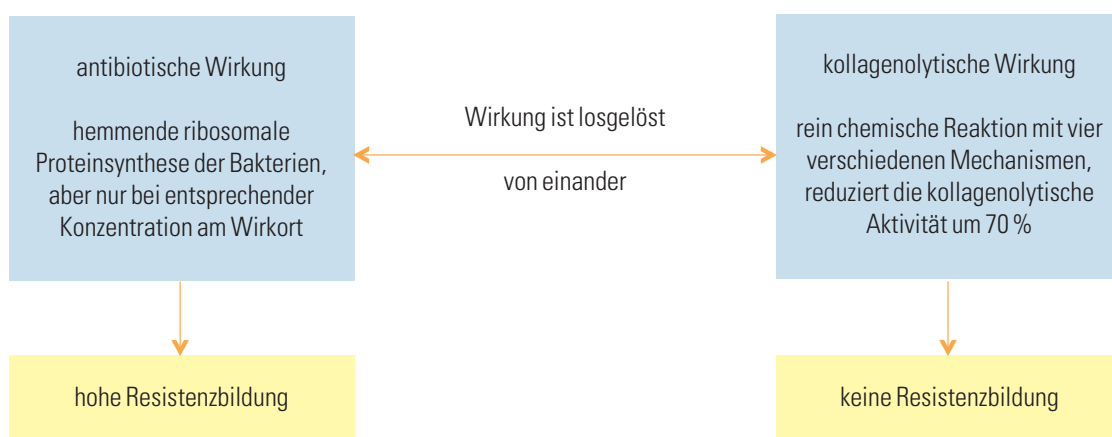 antibiotische Wirkung
hemmende ribosomale
Proteinsynthese der Bakterien,
aber nur bei entsprechender
Konzentration am Wirkort
Wirkung ist losgelöst
von einander
kollagenolytische Wirkung
rein chemische Reaktion mit vier
verschiedenen Mechanismen,
reduziert die kollagenolytische
Aktivität um 70 %
hohe Resistenzbildung
keine Resistenzbildung